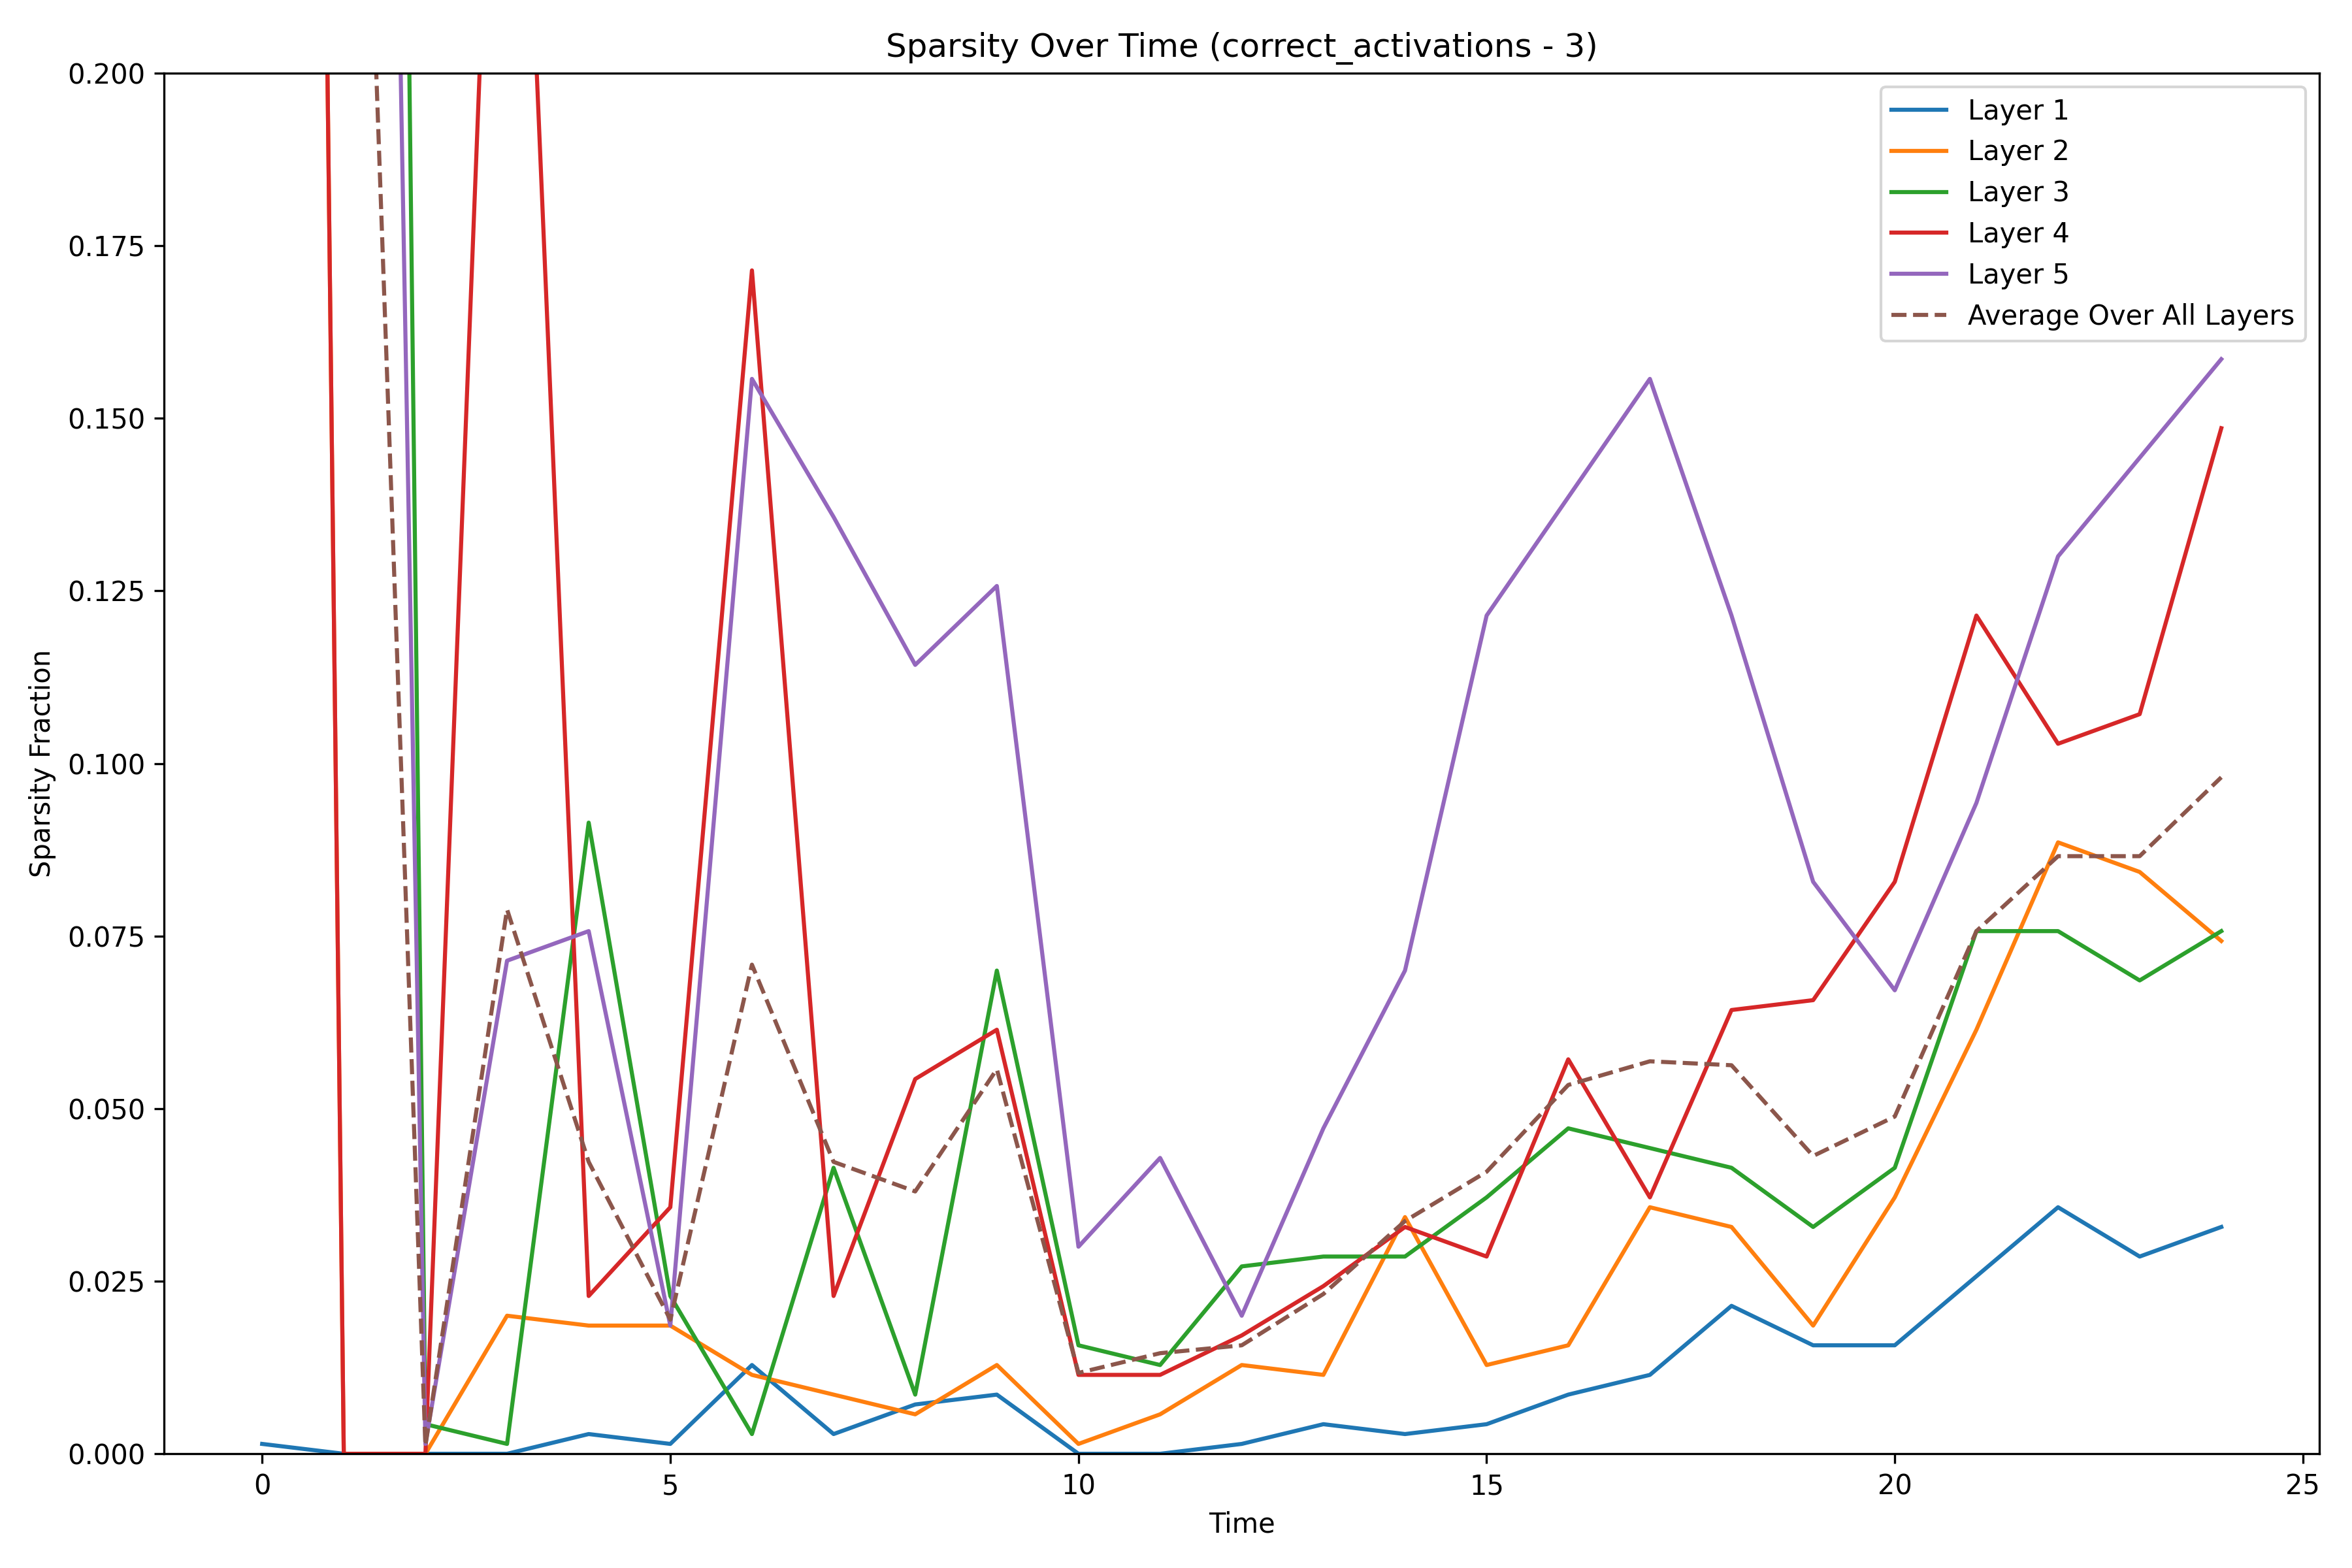 Sparsity Over Time (correct_activations - 3)
0.200
0.175
0.150
0.125
0.100
0.075
0.050
0.025
0.000
Sparsity Fraction
Layer 1
Layer 2
Layer 3
Layer 4
Layer 5
Average Over All Layers
0 5 10 15 20 25
Time